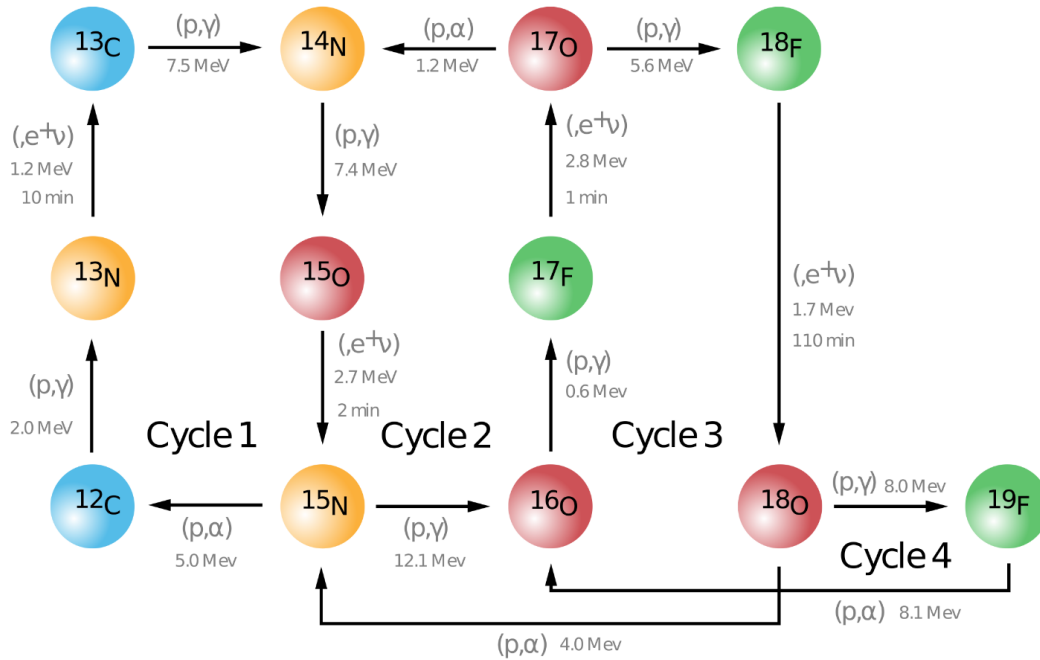 ¹³C
(p,γ)
7.5 MeV
¹⁴N
(p,α)
1.2 MeV
¹⁷O
(p,γ)
5.6 MeV
¹⁸F
(,e⁺ν)
1.2 MeV
10 min
(p,γ)
7.4 MeV
(,e⁺ν)
2.8 Mev
1 min
¹³N
¹⁵O
¹⁷F
(,e⁺ν)
1.7 Mev
110 min
(p,γ)
2.0 MeV
(,e⁺ν)
2.7 MeV
2 min
(p,γ)
0.6 Mev
Cycle 1
Cycle 2
Cycle 3
¹²C
(p,α)
5.0 Mev
¹⁵N
(p,γ)
12.1 Mev
¹⁶O
¹⁸O
(p,γ) 8.0 Mev
¹⁹F
Cycle 4
(p,α) 8.1 Mev
(p,α) 4.0 Mev